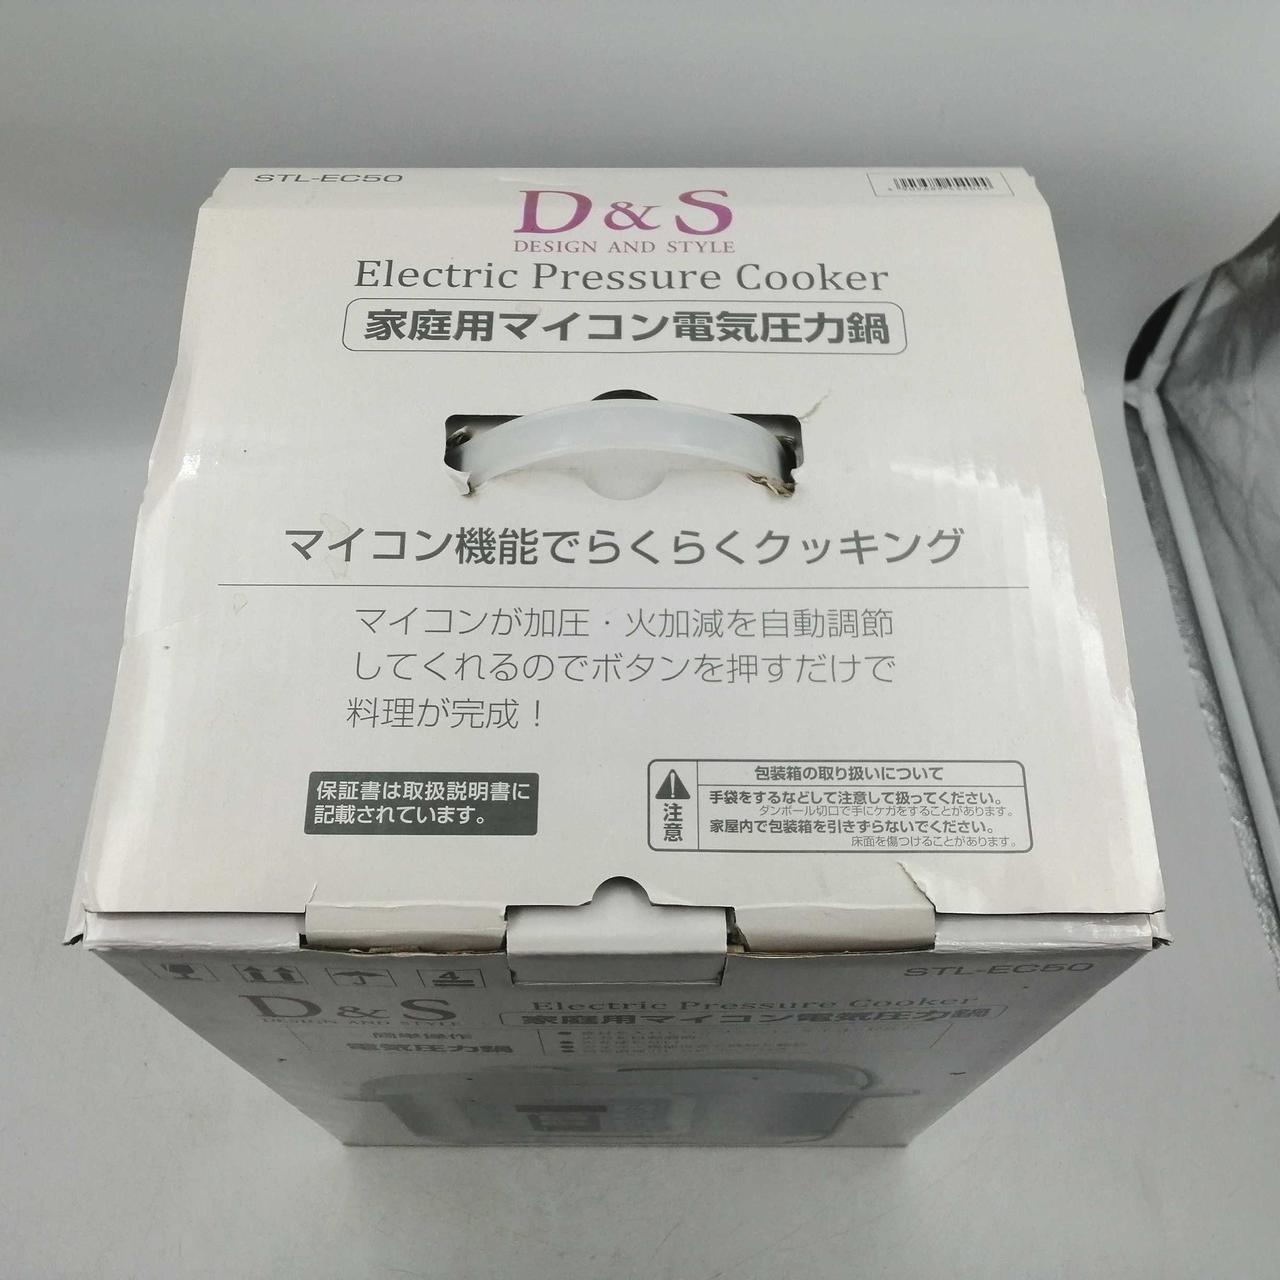 STL-EC50
D&S
DESIGN AND STYLE
Electric Pressure Cooker
家庭用マイコン電気圧力鍋
マイコン機能でらくらくクッキング
マイコンが加圧・火加減を自動調節
してくれるのでボタンを押すだけで
料理が完成！
保証書は取扱説明書に
記載されています。
注意
包装箱の取り扱いについて
手袋をするなどして注意して扱ってください。
ダンボール切口で手にケガをすることがあります。
家屋内で包装箱を引きずらないでください。
床面を傷つけることがあります。
4
STL-EC50
D&S
DESIGN AND STYLE
Electric Pressure Cooker
家庭用マイコン電気圧力鍋
簡単操作
電気圧力鍋